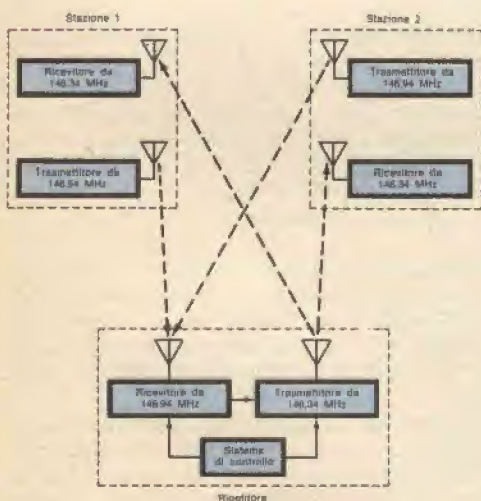 Stazione 1
Stazione 2
Ricevitore da
146,34 MHz
Trasmettitore da
146,94 MHz
Trasmettitore da
146,94 MHz
Ricevitore da
146,34 MHz
Ricevitore da
146,94 MHz
Trasmettitore da
146,34 MHz
Sistema
di controllo
Ripetitore